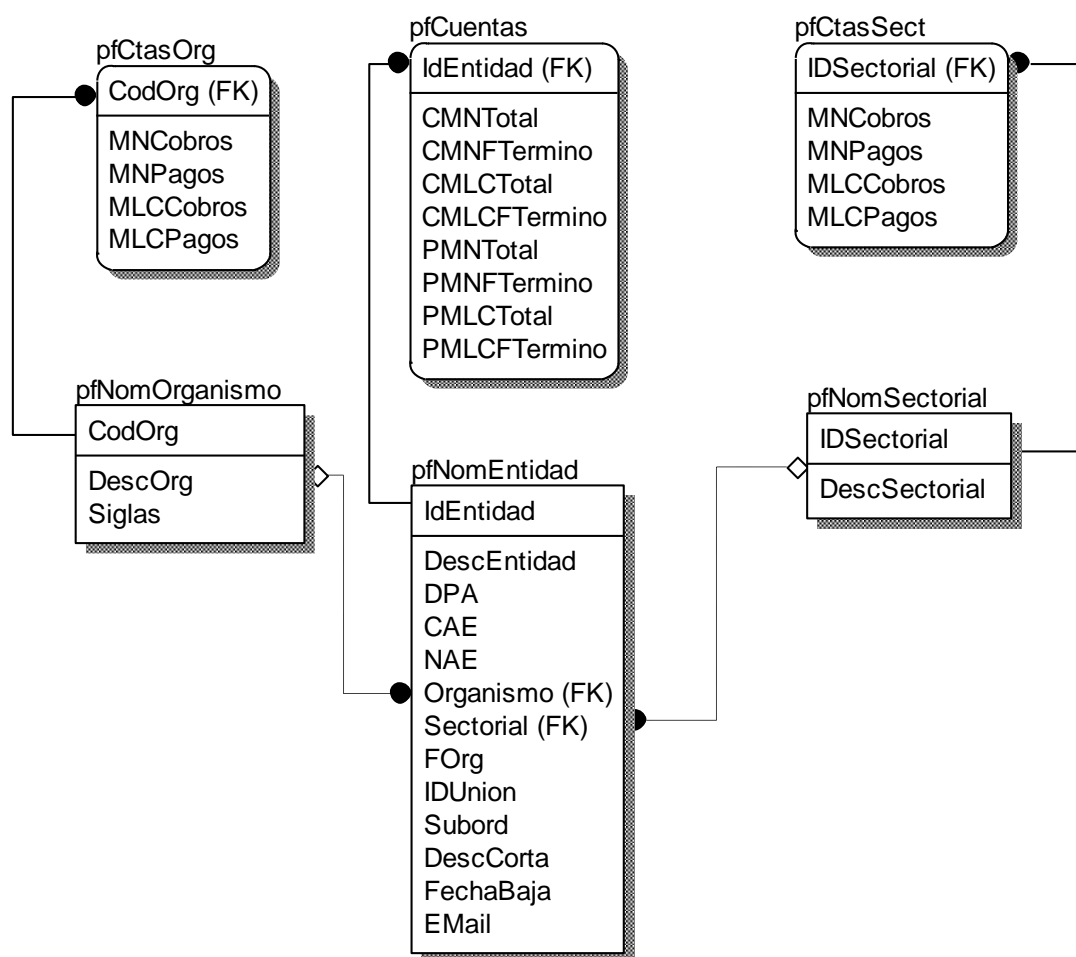 pfCtasOrg
CodOrg (FK)
MNCobros
MNPagos
MLCCobros
MLCPagos
pfCuentas
IdEntidad (FK)
CMNTotal
CMNFTermino
CMLCTotal
CMLCFTermino
PMNTotal
PMNFTermino
PMLCTotal
PMLCFTermino
pfCtasSect
IDSectorial (FK)
MNCobros
MNPagos
MLCCobros
MLCPagos
pfNomOrganismo
CodOrg
DescOrg
Siglas
pfNomEntidad
IdEntidad
DescEntidad
DPA
CAE
NAE
Organismo (FK)
Sectorial (FK)
FOrg
IDUnion
Subord
DescCorta
FechaBaja
EMail
pfNomSectorial
IDSectorial
DescSectorial